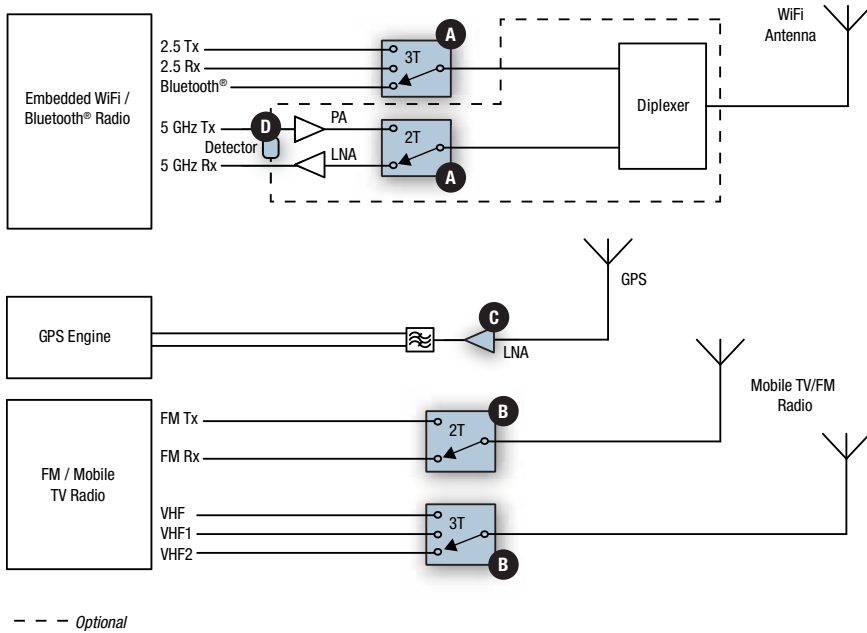 WiFi
Antenna
A
2.5 Tx
2.5 Rx
Bluetooth®
3T
Embedded WiFi /
Bluetooth® Radio
Diplexer
5 GHz Tx
D
PA
2T
Detector
LNA
5 GHz Rx
A
GPS
GPS Engine
C
LNA
Mobile TV/FM
Radio
FM Tx
B
2T
FM Rx
FM / Mobile
TV Radio
VHF
VHF1
VHF2
3T
B
Optional